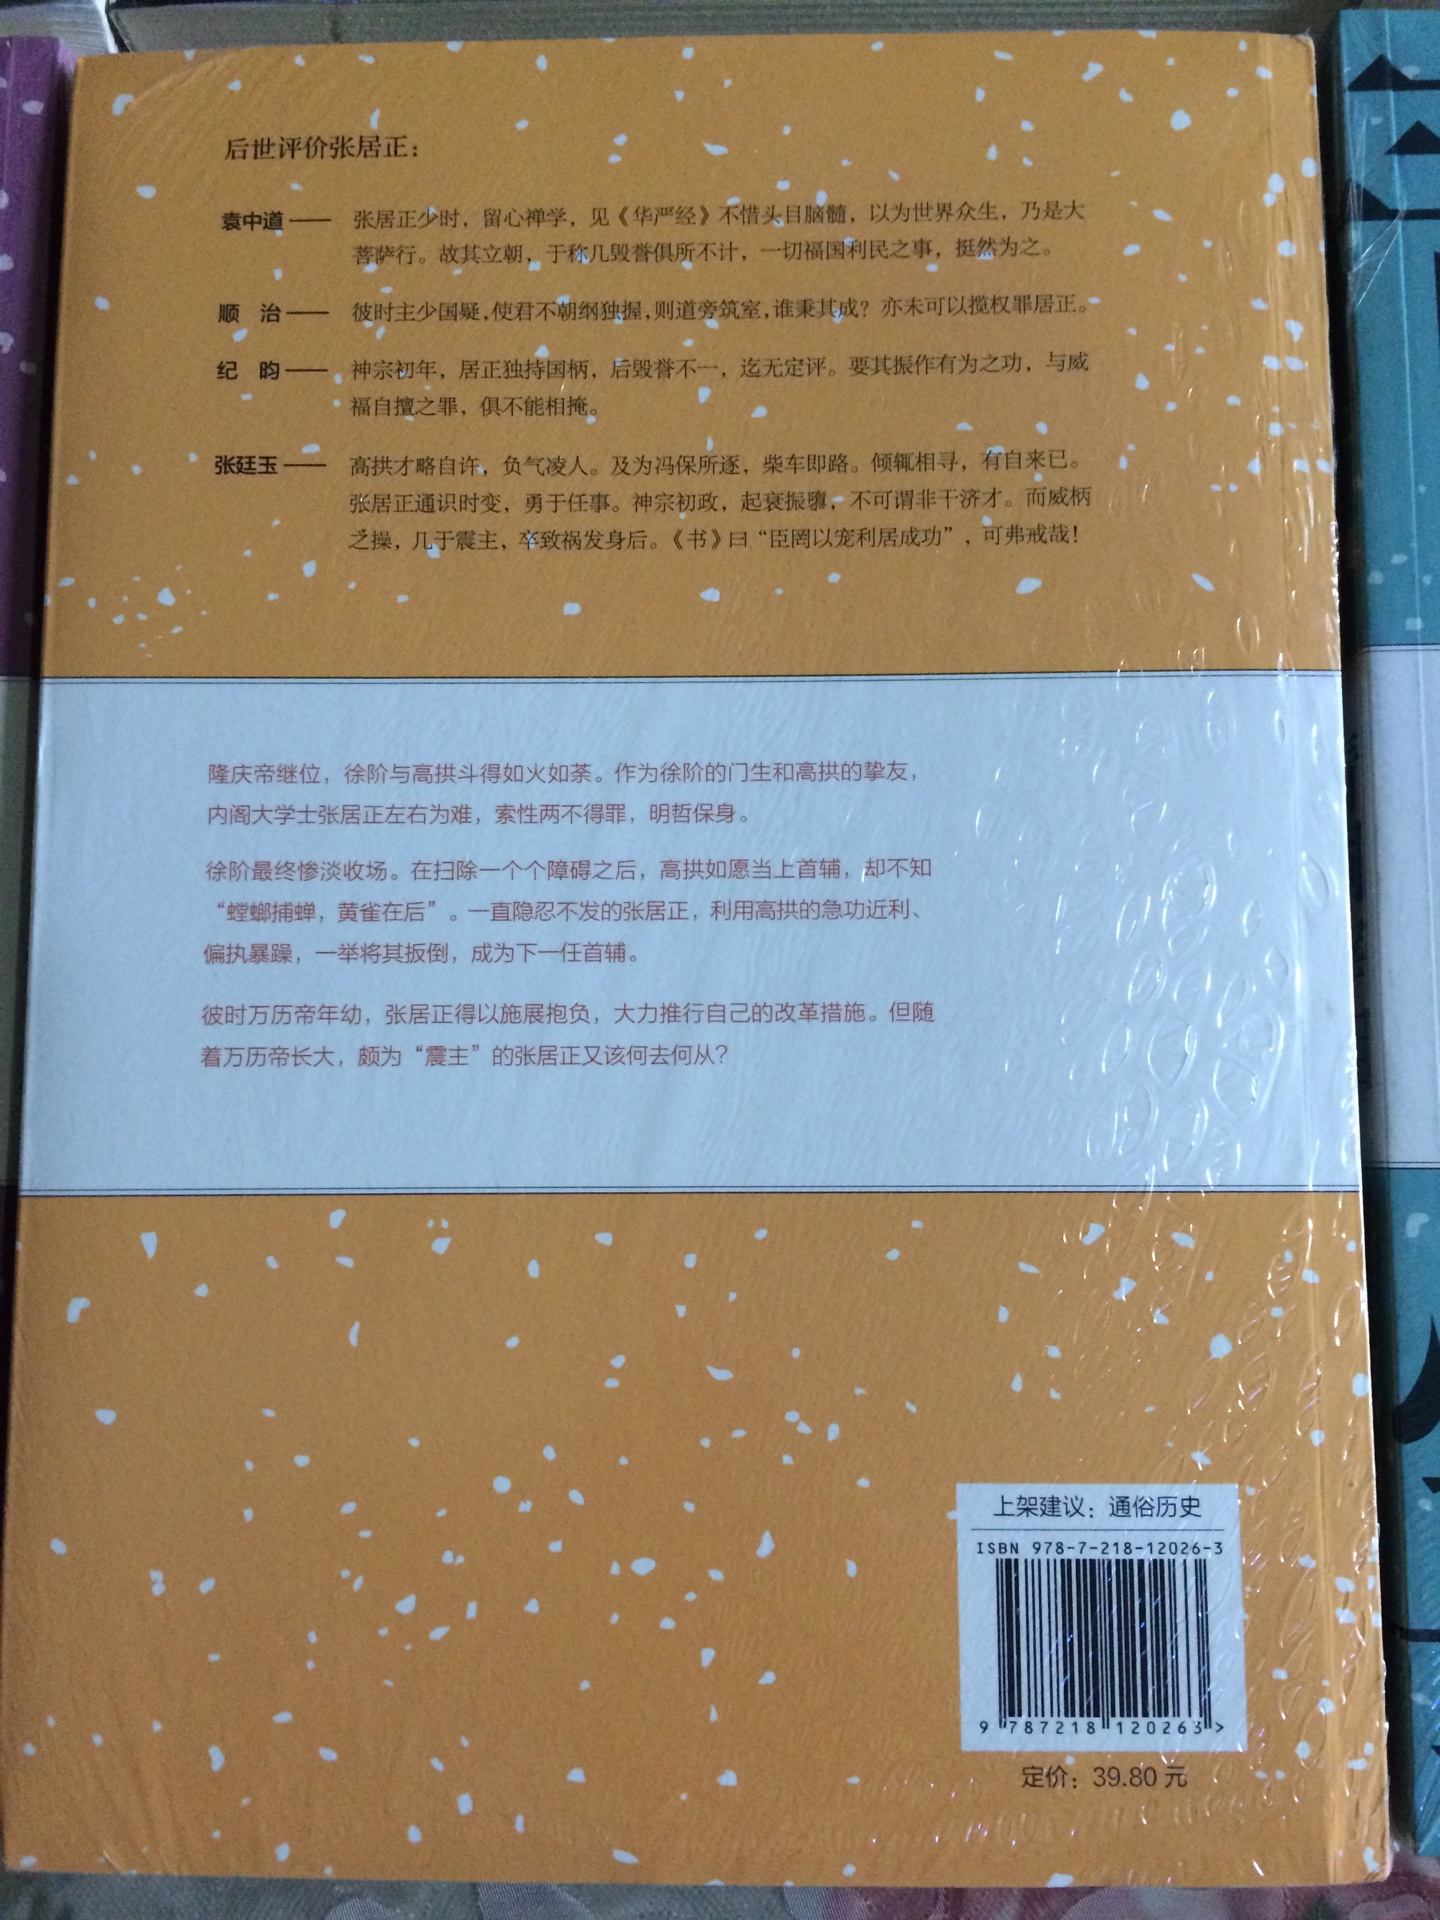 后世评价张居正：
袁中道—— 张居正少时，留心禅学，见《华严经》不惜头目脑髓，以为世界众生，乃是大
菩萨行。故其立朝，于称几毁誉俱所不计，一切福国利民之事，挺然为之。
顺 治—— 彼时主少国疑，使君不朝纲独握，则道旁筑室，谁秉其成？亦未可以揽权罪居正。
纪 昀—— 神宗初年，居正独持国柄，后毁誉不一，迄无定评。要其振作有为之功，与威
福自擅之罪，俱不能相掩。
张廷玉—— 高拱才略自许，负气凌人。及为冯保所逐，柴车即路。倾辄相寻，有自来已。
张居正通识时变，勇于任事。神宗初政，起衰振隳，不可谓非干济才。而威柄
之操，几于震主，卒致祸发身后。《书》曰“臣罔以宠利居成功”，可弗戒哉！
隆庆帝继位，徐阶与高拱斗得如火如荼。作为徐阶的门生和高拱的挚友，
内阁大学士张居正左右为难，索性两不得罪，明哲保身。
徐阶最终惨淡收场。在扫除一个个障碍之后，高拱如愿当上首辅，却不知
“螳螂捕蝉，黄雀在后”。一直隐忍不发的张居正，利用高拱的急功近利、
偏执暴躁，一举将其扳倒，成为下一任首辅。
彼时万历帝年幼，张居正得以施展抱负，大力推行自己的改革措施。但随
着万历帝长大，颇为“震主”的张居正又该何去何从？
上架建议：通俗历史
ISBN 978-7-218-12026-3
9 787218 120263 >
定价：39.80 元